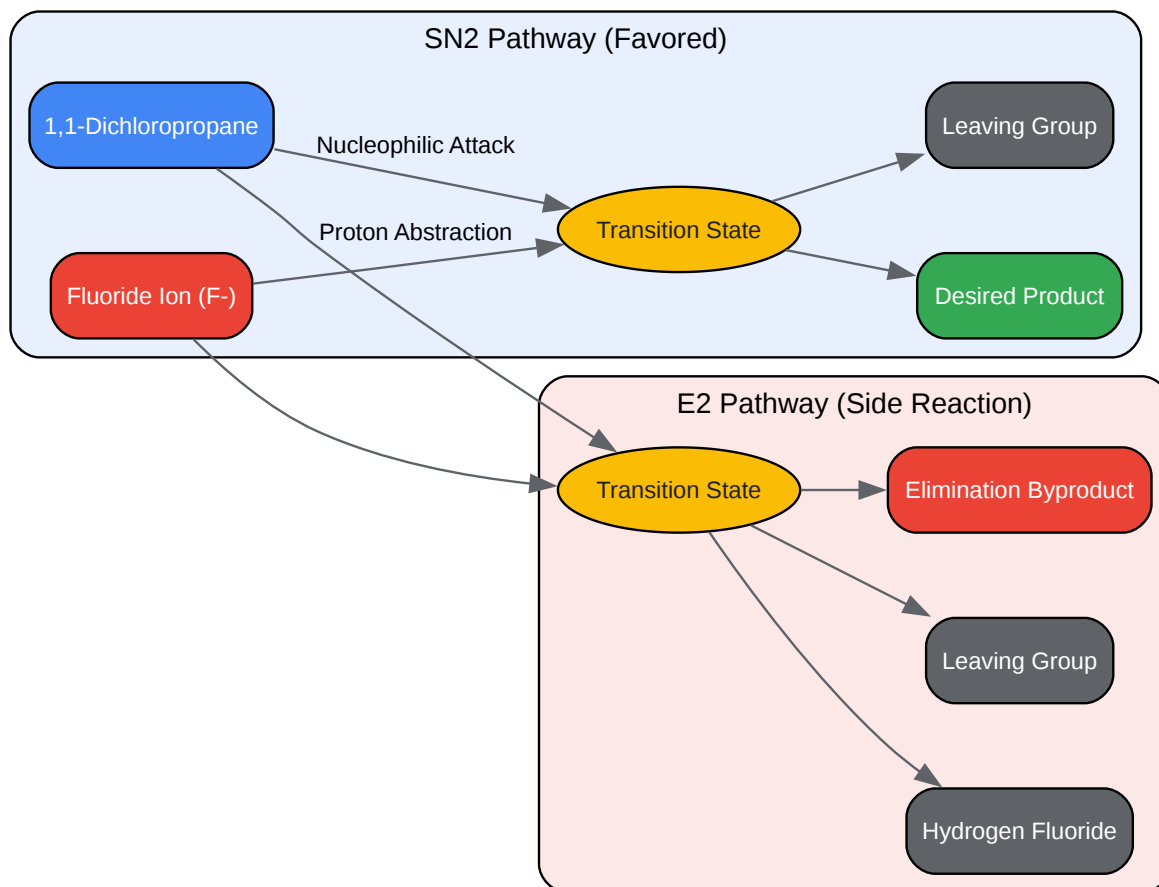 SN2 Pathway (Favored)
1,1-Dichloropropane
Nucleophilic Attack
Leaving Group
Proton Abstraction
Transition State
Fluoride Ion (F-)
Desired Product
E2 Pathway (Side Reaction)
Transition State
Elimination Byproduct
Leaving Group
Hydrogen Fluoride